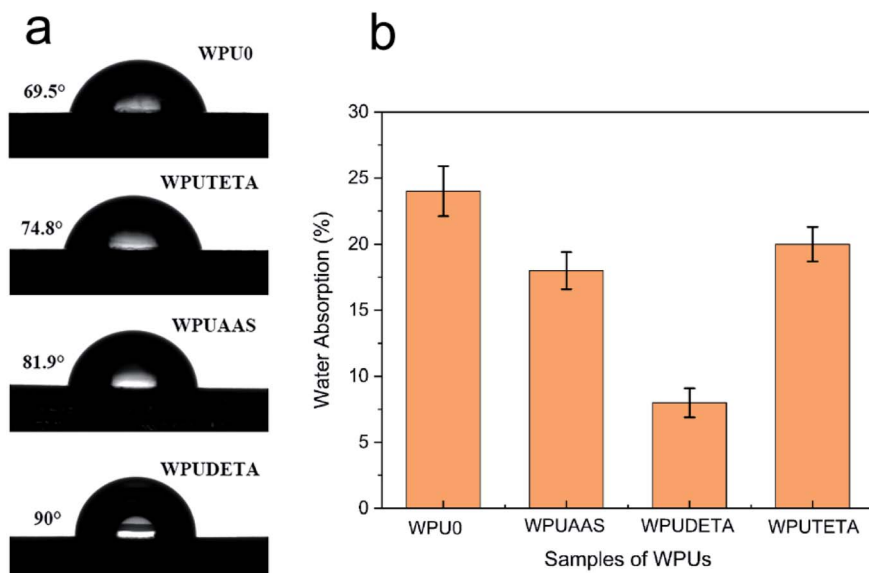 a
WPU0
69.5°
WPUTETA
74.8°
WPUAAS
81.9°
WPUDETA
90°
b
30
25
20
15
10
5
0
Water Absorption (%)
WPU0 WPUAAS WPUDETA WPUTETA
Samples of WPUs